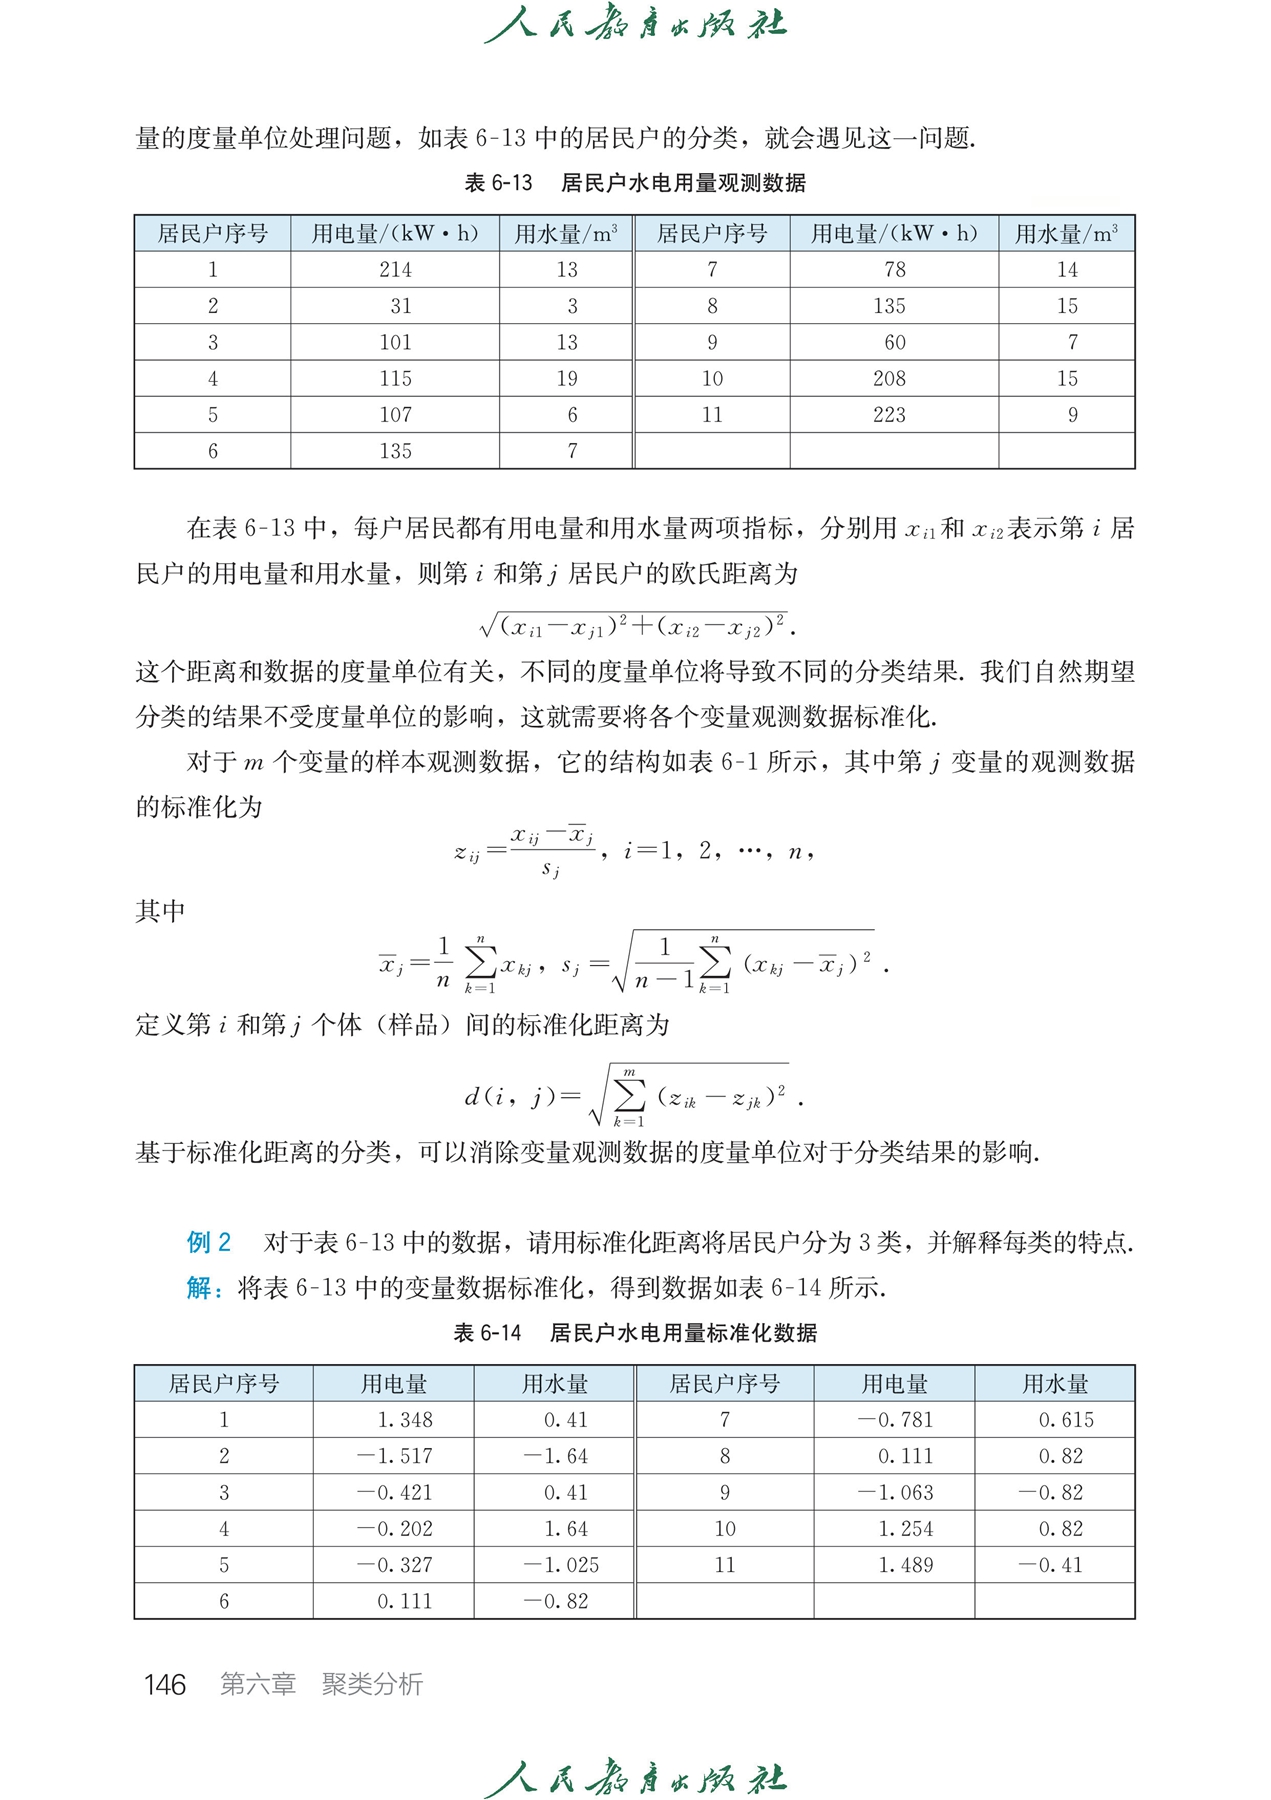 人民教育出版社
量的度量单位处理问题，如表 6-13 中的居民户的分类，就会遇见这一问题.
表 6-13 居民户水电用量观测数据
居民户序号 用电量/(kW·h) 用水量/m³ 居民户序号 用电量/(kW·h) 用水量/m³
1 214 13 7 78 14
2 31 3 8 135 15
3 101 13 9 60 7
4 115 19 10 208 15
5 107 6 11 223 9
6 135 7
在表 6-13 中，每户居民都有用电量和用水量两项指标，分别用 x_{i1} 和 x_{i2} 表示第 i 居
民户的用电量和用水量，则第 i 和第 j 居民户的欧氏距离为
√((x_{i1}－x_{j1})²＋(x_{i2}－x_{j2})²).
这个距离和数据的度量单位有关，不同的度量单位将导致不同的分类结果. 我们自然期望
分类的结果不受度量单位的影响，这就需要将各个变量观测数据标准化.
对于 m 个变量的样本观测数据，它的结构如表 6-1 所示，其中第 j 变量的观测数据
的标准化为
z_{ij}＝(x_{ij}－x̄_j)/s_j，i＝1，2，…，n，
其中
x̄_j＝(1/n)∑_{k=1}^{n} x_{kj}，s_j＝√((1/(n－1))∑_{k=1}^{n}(x_{kj}－x̄_j)²).
定义第 i 和第 j 个体（样品）间的标准化距离为
d(i，j)＝√(∑_{k=1}^{m}(z_{ik}－z_{jk})²).
基于标准化距离的分类，可以消除变量观测数据的度量单位对于分类结果的影响.
例 2 对于表 6-13 中的数据，请用标准化距离将居民户分为 3 类，并解释每类的特点.
解：将表 6-13 中的变量数据标准化，得到数据如表 6-14 所示.
表 6-14 居民户水电用量标准化数据
居民户序号 用电量 用水量 居民户序号 用电量 用水量
1 1.348 0.41 7 －0.781 0.615
2 －1.517 －1.64 8 0.111 0.82
3 －0.421 0.41 9 －1.063 －0.82
4 －0.202 1.64 10 1.254 0.82
5 －0.327 －1.025 11 1.489 －0.41
6 0.111 －0.82
146 第六章 聚类分析
人民教育出版社